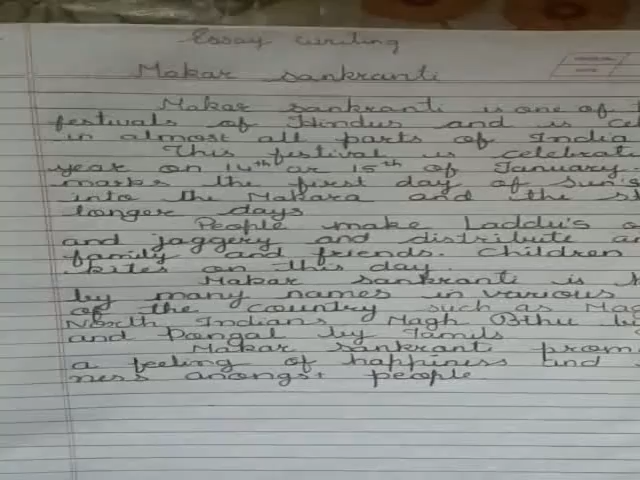 Essay writing
Makar sankranti
Makar sankranti is one of t
festivals of Hindus and is cel
in almost all parts of India
This festival is celebrat
year on 14th or 15th of January.
marks the first day of sun's
into the Makara and the st
longer days
People make Laddu's o
and jaggery and distribute a
family and friends. Children
kites on this day.
Makar sankranti is k
by many names in various
of the country such as Mag
North Indians, Magh Bihu b
and Pongal by Tamils
Makar sankranti prom
a feeling of happiness and
ness amongst people